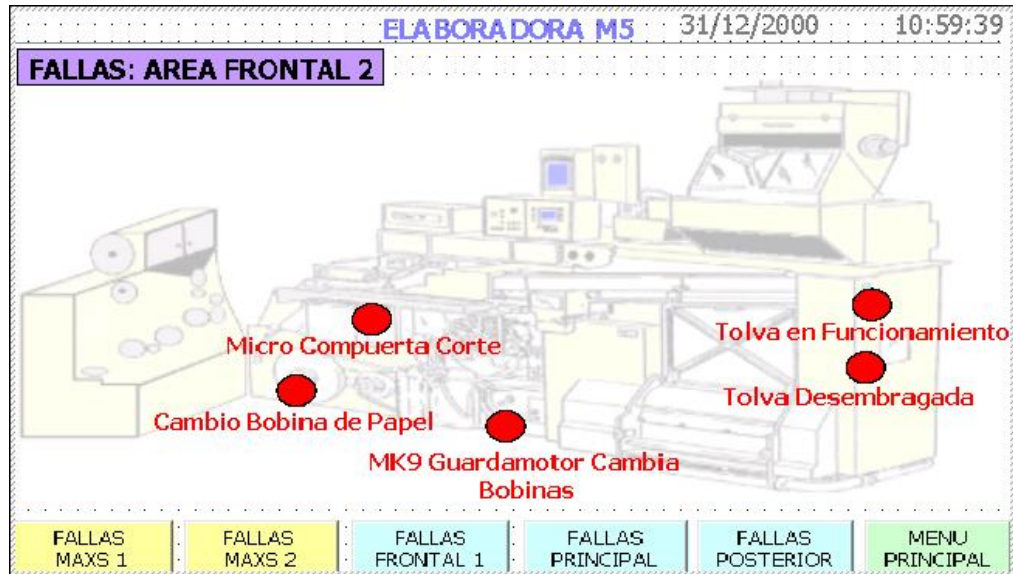 ELABORADORA M5 31/12/2000 10:59:39
FALLAS: AREA FRONTAL 2
Tolva en Funcionamiento
Micro Compuerta Corte
Tolva Desembragada
Cambio Bobina de Papel
MK9 Guardamotor Cambia
Bobinas
FALLAS MAXS 1
FALLAS MAXS 2
FALLAS FRONTAL 1
FALLAS PRINCIPAL
FALLAS POSTERIOR
MENU PRINCIPAL